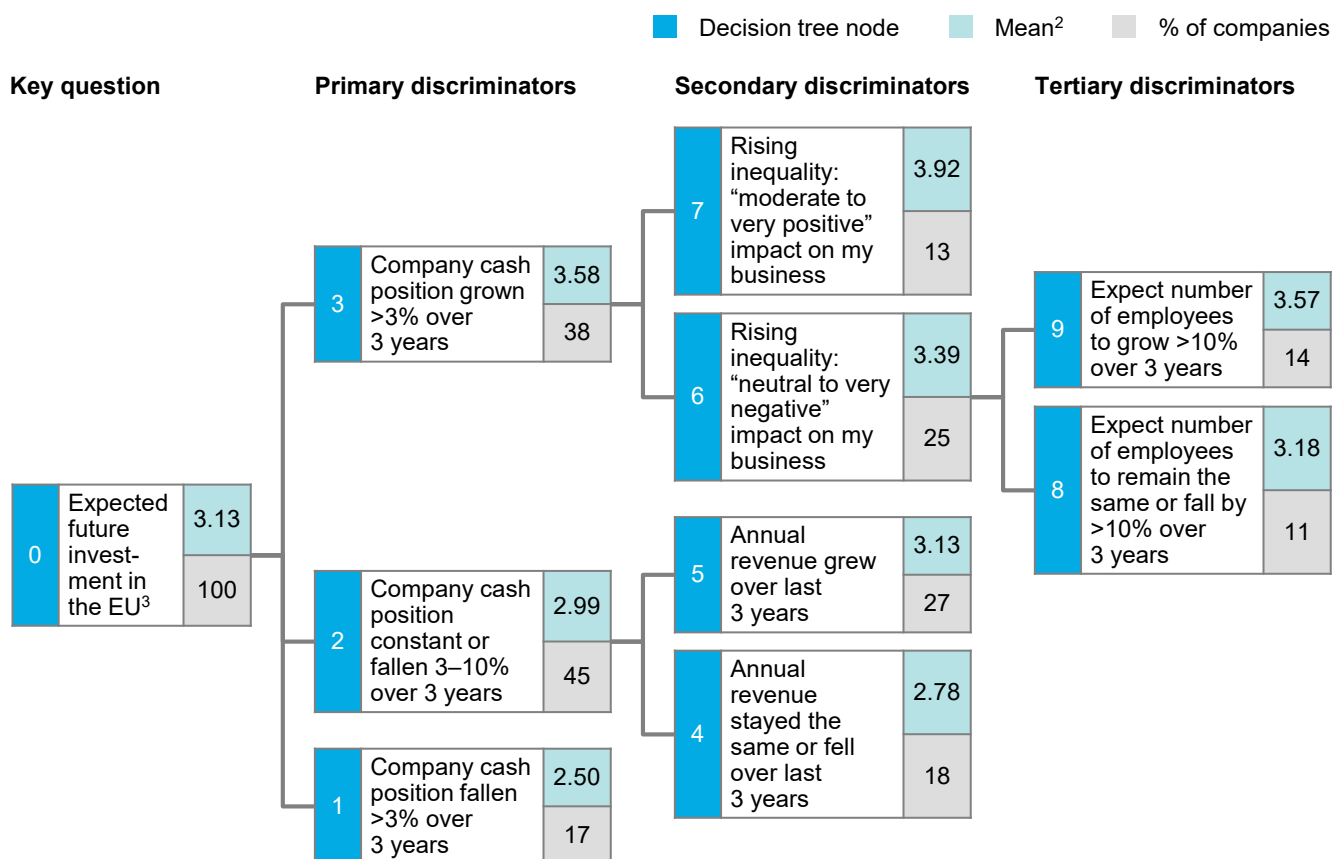 Decision tree node Mean2 % of companies
Key question Primary discriminators Secondary discriminators Tertiary discriminators
0
Expected
future
invest-
ment in
the EU3
3.13
100
3
Company cash
position grown
>3% over
3 years
3.58
38
2
Company cash
position
constant or
fallen 3–10%
over 3 years
2.99
45
1
Company cash
position fallen
>3% over
3 years
2.50
17
7
Rising
inequality:
“moderate to
very positive”
impact on my
business
3.92
13
6
Rising
inequality:
“neutral to very
negative”
impact on my
business
3.39
25
5
Annual
revenue grew
over last
3 years
3.13
27
4
Annual
revenue
stayed the
same or fell
over last
3 years
2.78
18
9
Expect number
of employees
to grow >10%
over 3 years
3.57
14
8
Expect number
of employees
to remain the
same or fall by
>10% over
3 years
3.18
11